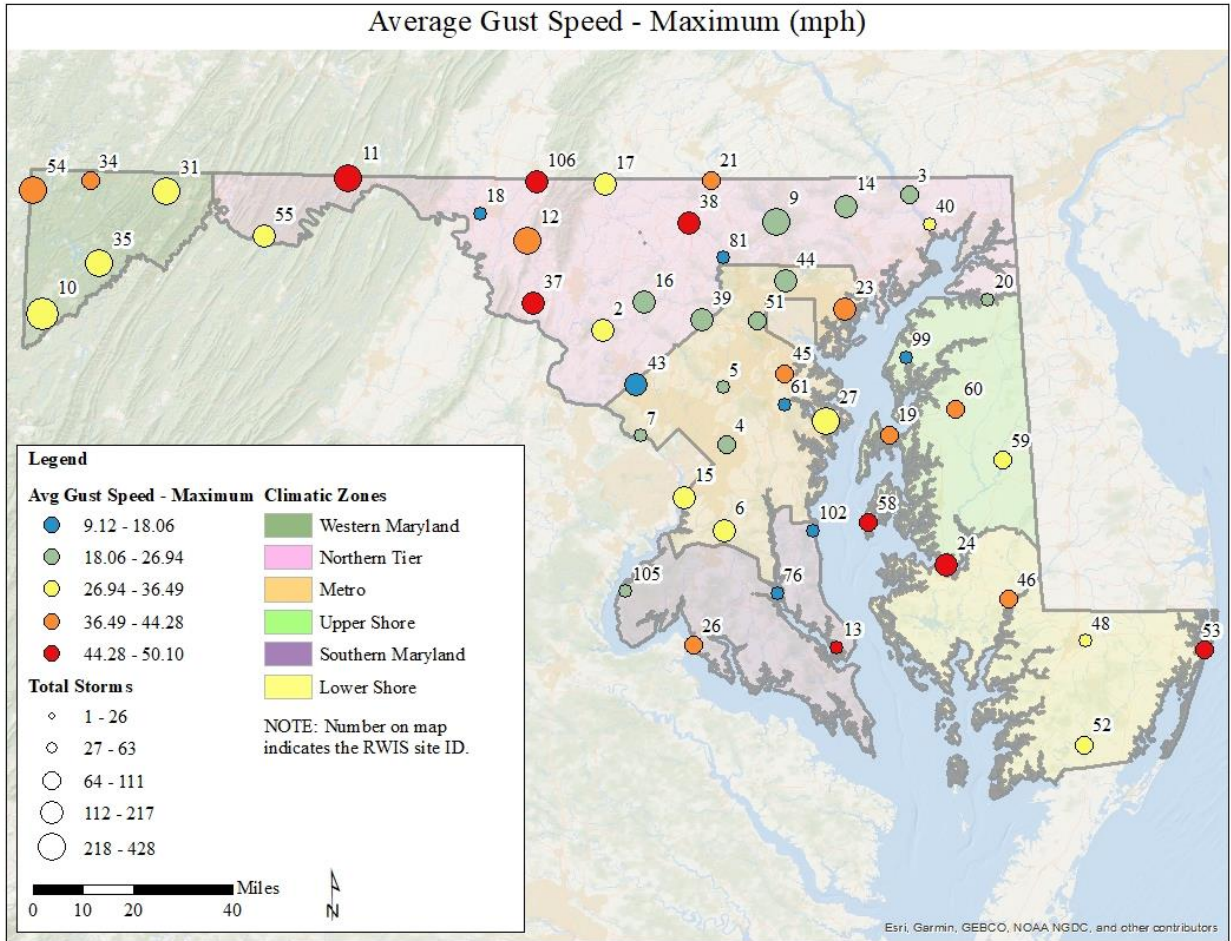 Average Gust Speed - Maximum (mph)
54
34
31
11
106
17
21
3
14
9
18
38
40
55
12
81
35
44
20
10
37
16
39
51
23
2
99
43
5
45
61
27
60
7
4
19
59
15
6
102
58
24
105
76
46
26
13
48
53
52
Legend
Avg Gust Speed - Maximum
9.12 - 18.06
18.06 - 26.94
26.94 - 36.49
36.49 - 44.28
44.28 - 50.10
Total Storms
1 - 26
27 - 63
64 - 111
112 - 217
218 - 428
Climatic Zones
Western Maryland
Northern Tier
Metro
Upper Shore
Southern Maryland
Lower Shore
NOTE: Number on map
indicates the RWIS site ID.
Miles
0 10 20 40
N
Esri, Garmin, GEBCO, NOAA NGDC, and other contributors